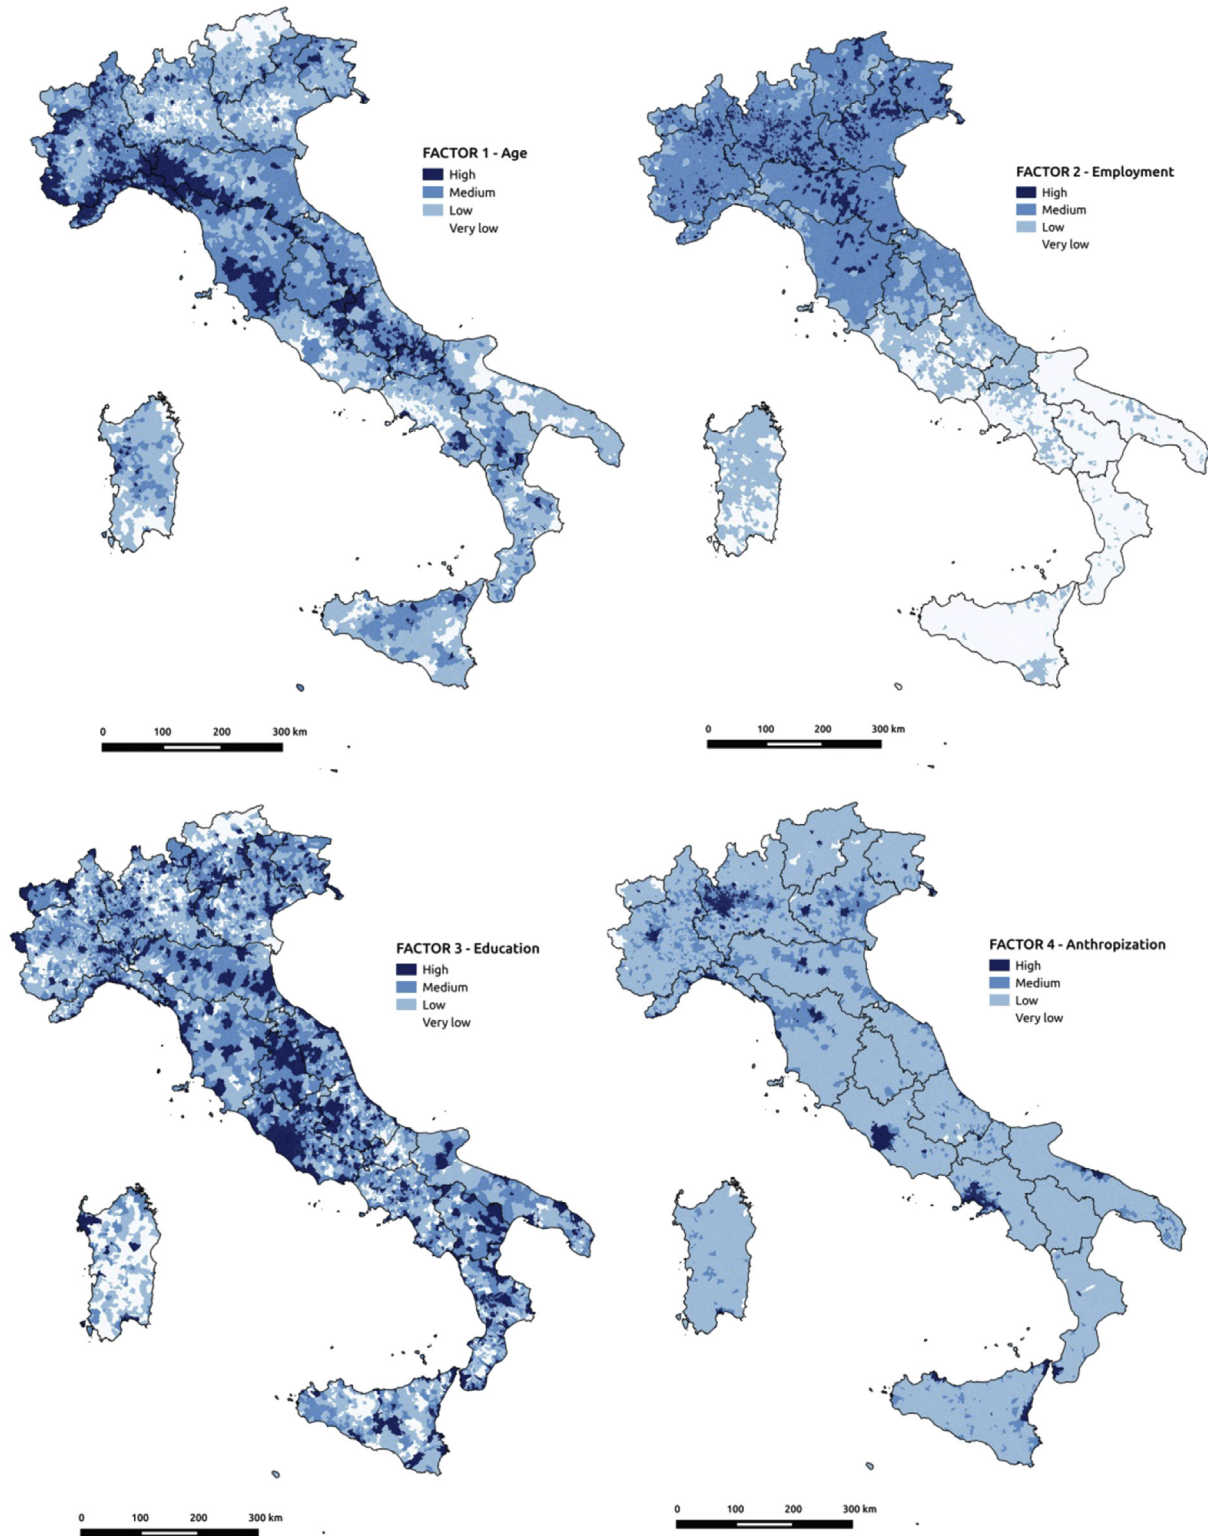 FACTOR 1 - Age
High
Medium
Low
Very low
0 100 200 300 km
FACTOR 2 - Employment
High
Medium
Low
Very low
0 100 200 300 km
FACTOR 3 - Education
High
Medium
Low
Very low
0 100 200 300 km
FACTOR 4 - Anthropization
High
Medium
Low
Very low
0 100 200 300 km